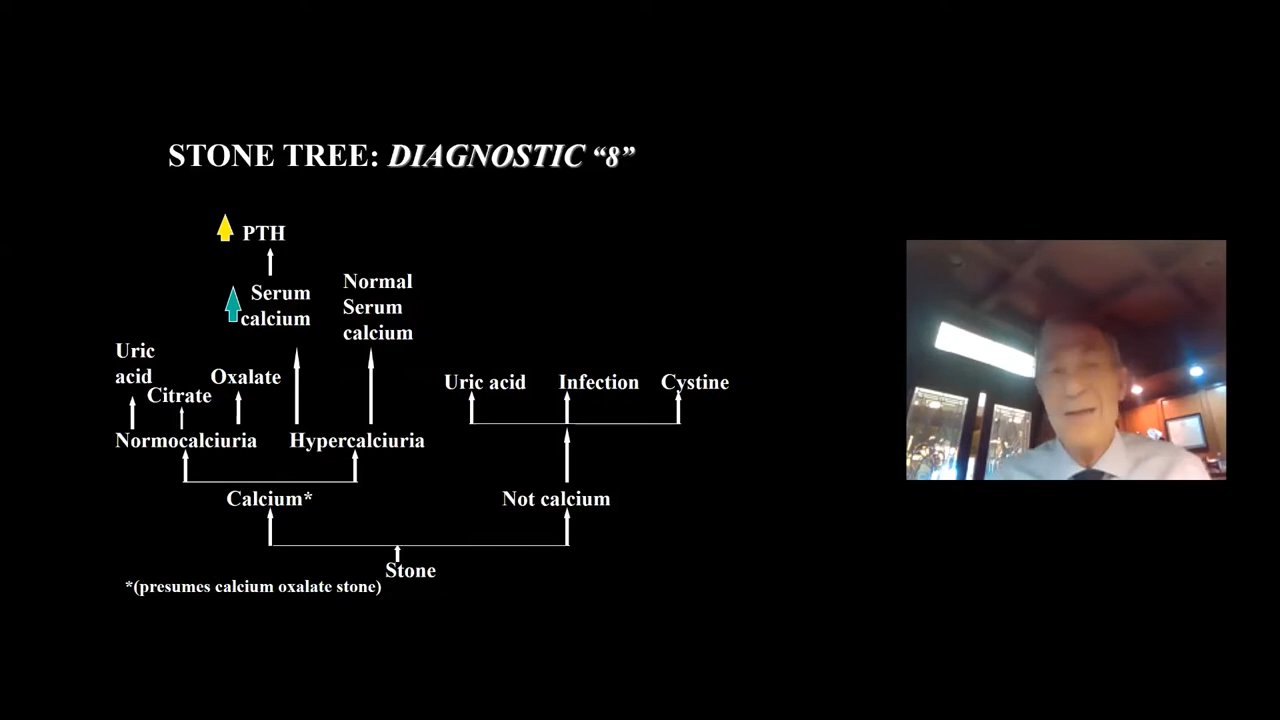 STONE TREE: DIAGNOSTIC “8”
PTH
Serum
calcium
Normal
Serum
calcium
Uric
acid
Citrate
Oxalate
Uric acid
Infection
Cystine
Normocalciuria
Hypercalciuria
Calcium*
Not calcium
Stone
*(presumes calcium oxalate stone)